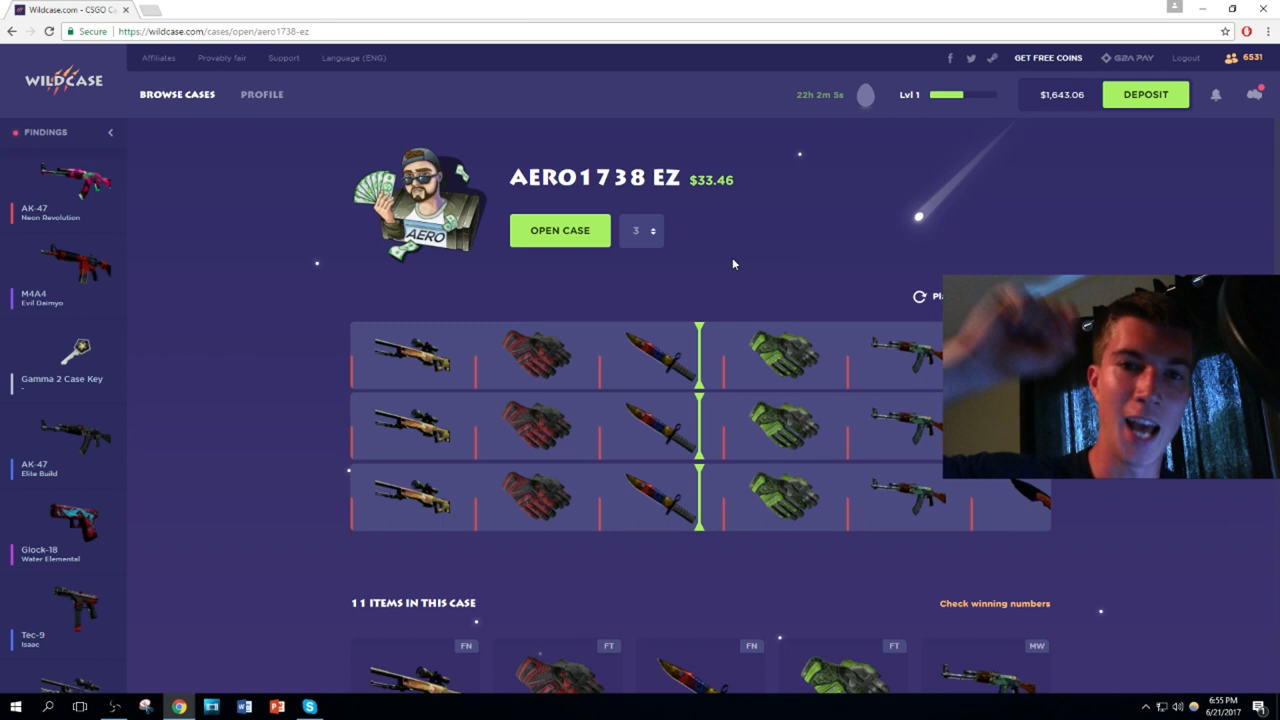 Wildcase.com - CSGO C
Secure
https://wildcase.com/cases/open/aero1738-ez
WILDCASE
Affiliates
Provably fair
Support
Language (ENG)
GET FREE COINS
G2A PAY
Logout
6531
BROWSE CASES
PROFILE
22h 2m 5s
Lvl 1
$1,643.06
DEPOSIT
FINDINGS
AK-47
Neon Revolution
M4A4
Evil Daimyo
Gamma 2 Case Key
-
AK-47
Elite Build
Glock-18
Water Elemental
Tec-9
Isaac
AERO1738 EZ $33.46
AERO
OPEN CASE
3
Pl
11 ITEMS IN THIS CASE
Check winning numbers
FN
FT
FN
FT
MW
6:55 PM
6/21/2017